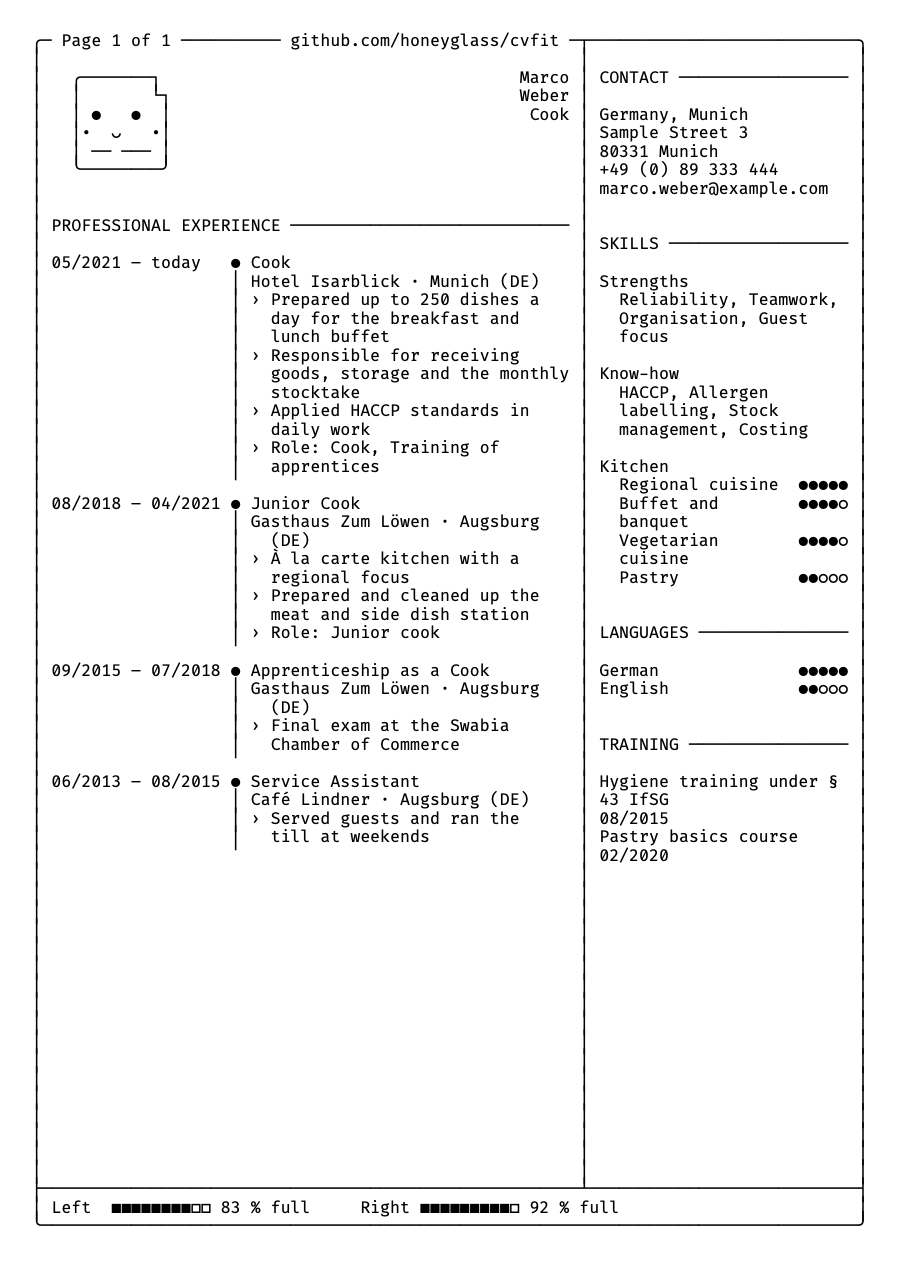 Page 1 of 1
github.com/honeyglass/cvfit
Marco
Weber
Cook
PROFESSIONAL EXPERIENCE
05/2021 – today ● Cook
Hotel Isarblick · Munich (DE)
› Prepared up to 250 dishes a
day for the breakfast and
lunch buffet
› Responsible for receiving
goods, storage and the monthly
stocktake
› Applied HACCP standards in
daily work
› Role: Cook, Training of
apprentices
08/2018 – 04/2021 ● Junior Cook
Gasthaus Zum Löwen · Augsburg
(DE)
› À la carte kitchen with a
regional focus
› Prepared and cleaned up the
meat and side dish station
› Role: Junior cook
09/2015 – 07/2018 ● Apprenticeship as a Cook
Gasthaus Zum Löwen · Augsburg
(DE)
› Final exam at the Swabia
Chamber of Commerce
06/2013 – 08/2015 ● Service Assistant
Café Lindner · Augsburg (DE)
› Served guests and ran the
till at weekends
CONTACT
Germany, Munich
Sample Street 3
80331 Munich
+49 (0) 89 333 444
marco.weber@example.com
SKILLS
Strengths
Reliability, Teamwork,
Organisation, Guest
focus
Know-how
HACCP, Allergen
labelling, Stock
management, Costing
Kitchen
Regional cuisine ●●●●●
Buffet and ●●●●○
banquet
Vegetarian ●●●●○
cuisine
Pastry ●●○○○
LANGUAGES
German ●●●●●
English ●●○○○
TRAINING
Hygiene training under §
43 IfSG
08/2015
Pastry basics course
02/2020
Left ■■■■■■■■□□ 83 % full Right ■■■■■■■■■□ 92 % full